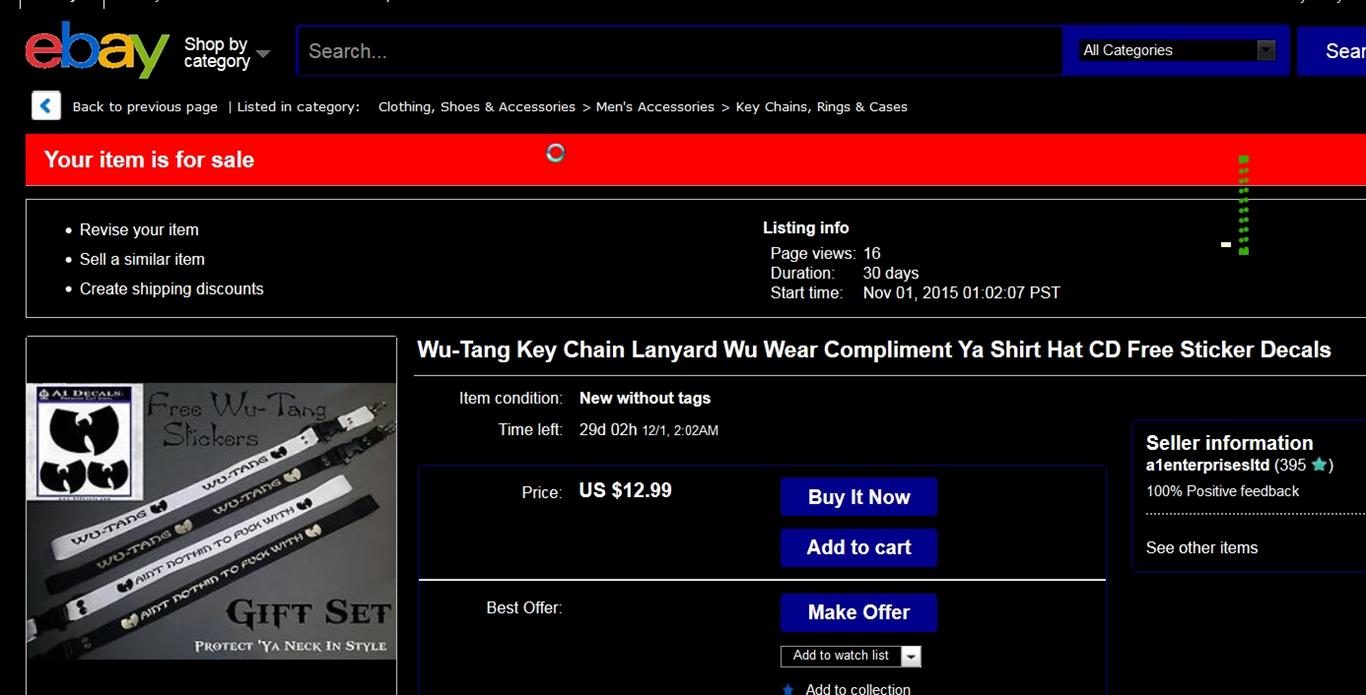 ebay
Shop by
category
Search...
All Categories
Back to previous page | Listed in category: Clothing, Shoes & Accessories > Men's Accessories > Key Chains, Rings & Cases
Your item is for sale
Revise your item
Sell a similar item
Create shipping discounts
Listing info
Page views: 16
Duration: 30 days
Start time: Nov 01, 2015 01:02:07 PST
Wu-Tang Key Chain Lanyard Wu Wear Compliment Ya Shirt Hat CD Free Sticker Decals
A1 DECALS
Free Wu-Tang
Stickers
WU-TANG WU-TANG
WU-TANG WU-TANG
AINT NOTHIN TO FUCK WITH
AINT NOTHIN TO FUCK WITH
GIFT SET
PROTECT 'YA NECK IN STYLE
Item condition: New without tags
Time left: 29d 02h 12/1, 2:02AM
Price: US $12.99
Buy It Now
Add to cart
Best Offer:
Make Offer
Add to watch list
Add to collection
Seller information
a1enterprisesltd (395)
100% Positive feedback
See other items